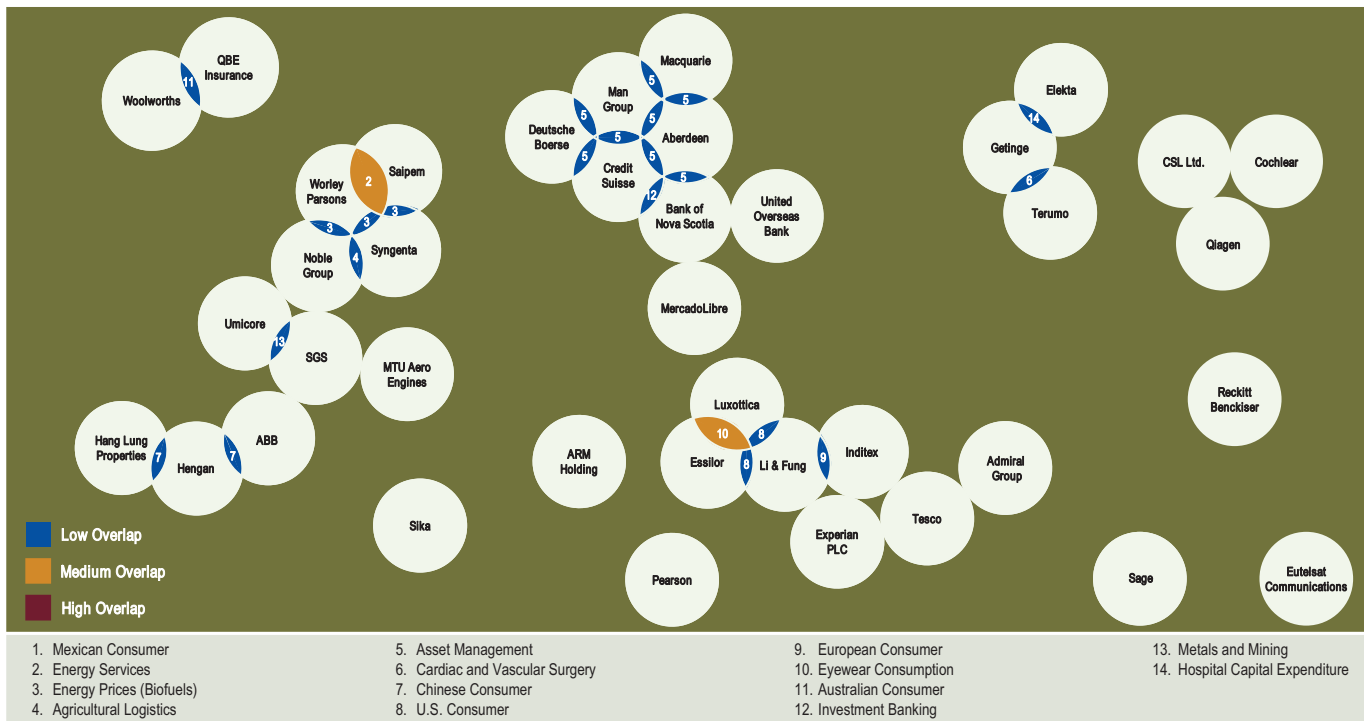 QBE
Insurance
Woolworths
11
Macquarie
Man
Group
5
5
5
Deutsche
Boerse
5
5
5
Aberdeen
Credit
Suisse
5
5
12
Bank of
Nova Scotia
United
Overseas
Bank
MercadoLibre
Elekta
14
Getinge
6
Terumo
CSL Ltd.
Cochlear
Qiagen
Saipem
2
Worley
Parsons
3
3
3
4
Syngenta
Noble
Group
Umicore
13
SGS
MTU Aero
Engines
ABB
Hang Lung
Properties
7
Hengan
7
Sika
Luxottica
10
8
Essilor
8
Li & Fung
9
Inditex
ARM
Holding
Admiral
Group
Tesco
Experian
PLC
Pearson
Reckitt
Benckiser
Sage
Eutelsat
Communications
Low Overlap
Medium Overlap
High Overlap
1. Mexican Consumer
2. Energy Services
3. Energy Prices (Biofuels)
4. Agricultural Logistics
5. Asset Management
6. Cardiac and Vascular Surgery
7. Chinese Consumer
8. U.S. Consumer
9. European Consumer
10. Eyewear Consumption
11. Australian Consumer
12. Investment Banking
13. Metals and Mining
14. Hospital Capital Expenditure